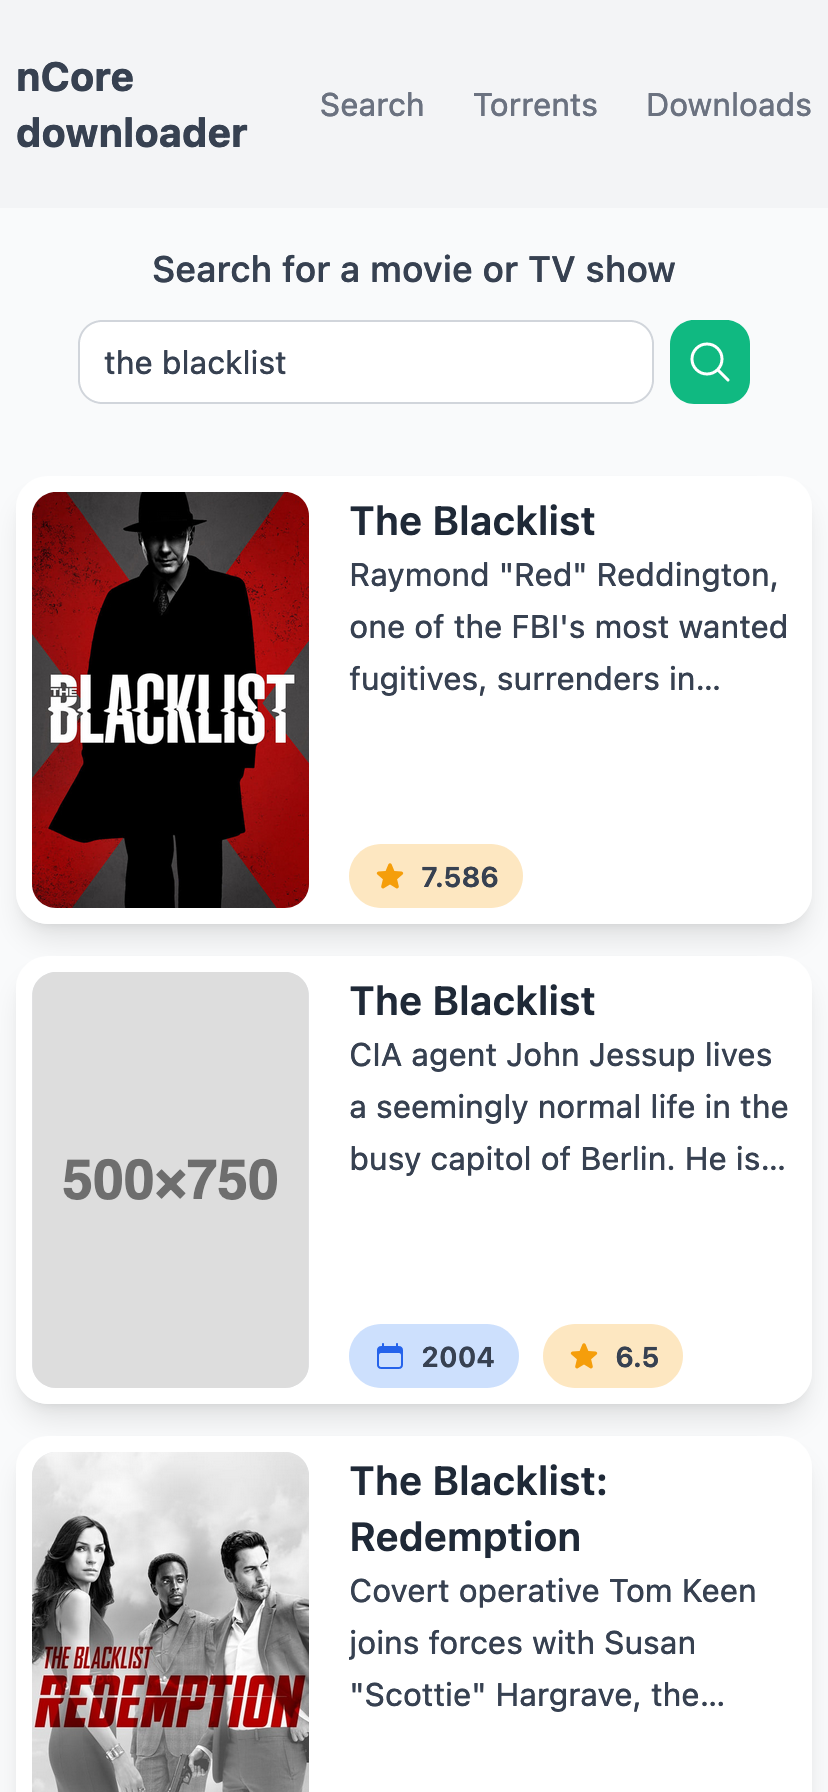 nCore
downloader
Search
Torrents
Downloads
Search for a movie or TV show
the blacklist
THE
BLACKLIST
The Blacklist
Raymond "Red" Reddington,
one of the FBI's most wanted
fugitives, surrenders in...
7.586
500×750
The Blacklist
CIA agent John Jessup lives
a seemingly normal life in the
busy capitol of Berlin. He is...
2004
6.5
THE BLACKLIST
REDEMPTION
The Blacklist:
Redemption
Covert operative Tom Keen
joins forces with Susan
"Scottie" Hargrave, the...